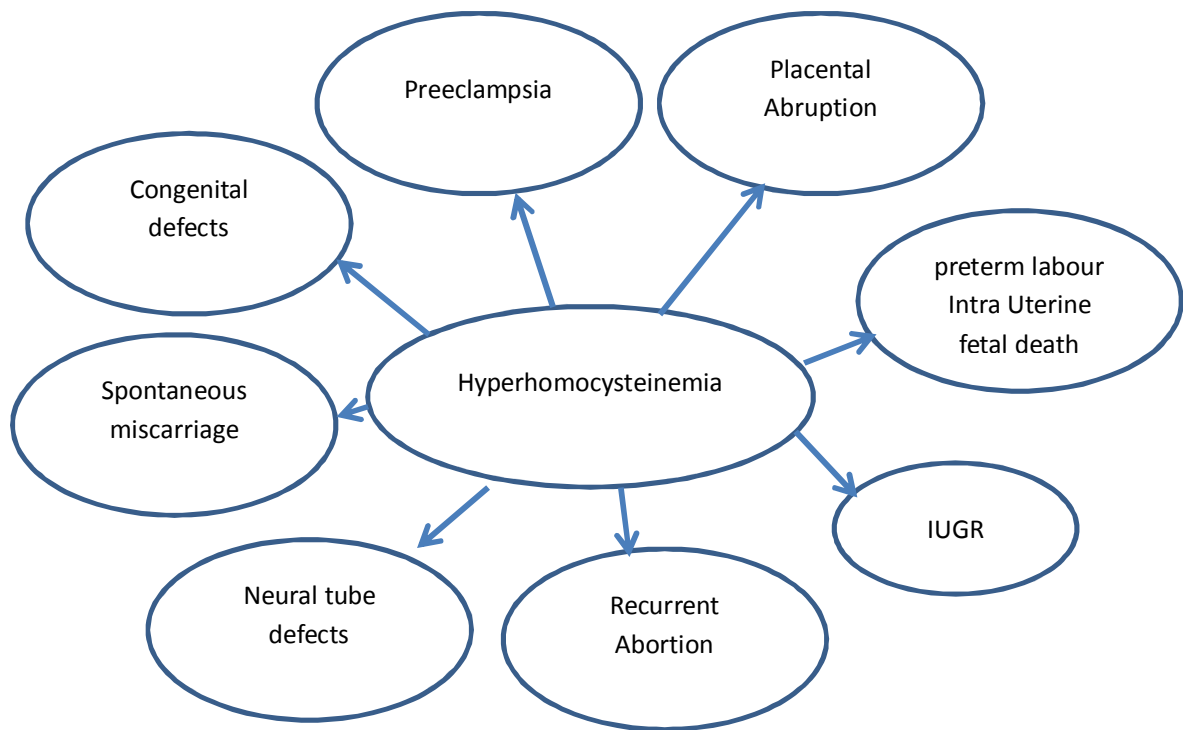 Preeclampsia
Placental
Abruption
Congenital
defects
preterm labour
Intra Uterine
fetal death
Hyperhomocysteinemia
Spontaneous
miscarriage
IUGR
Neural tube
defects
Recurrent
Abortion